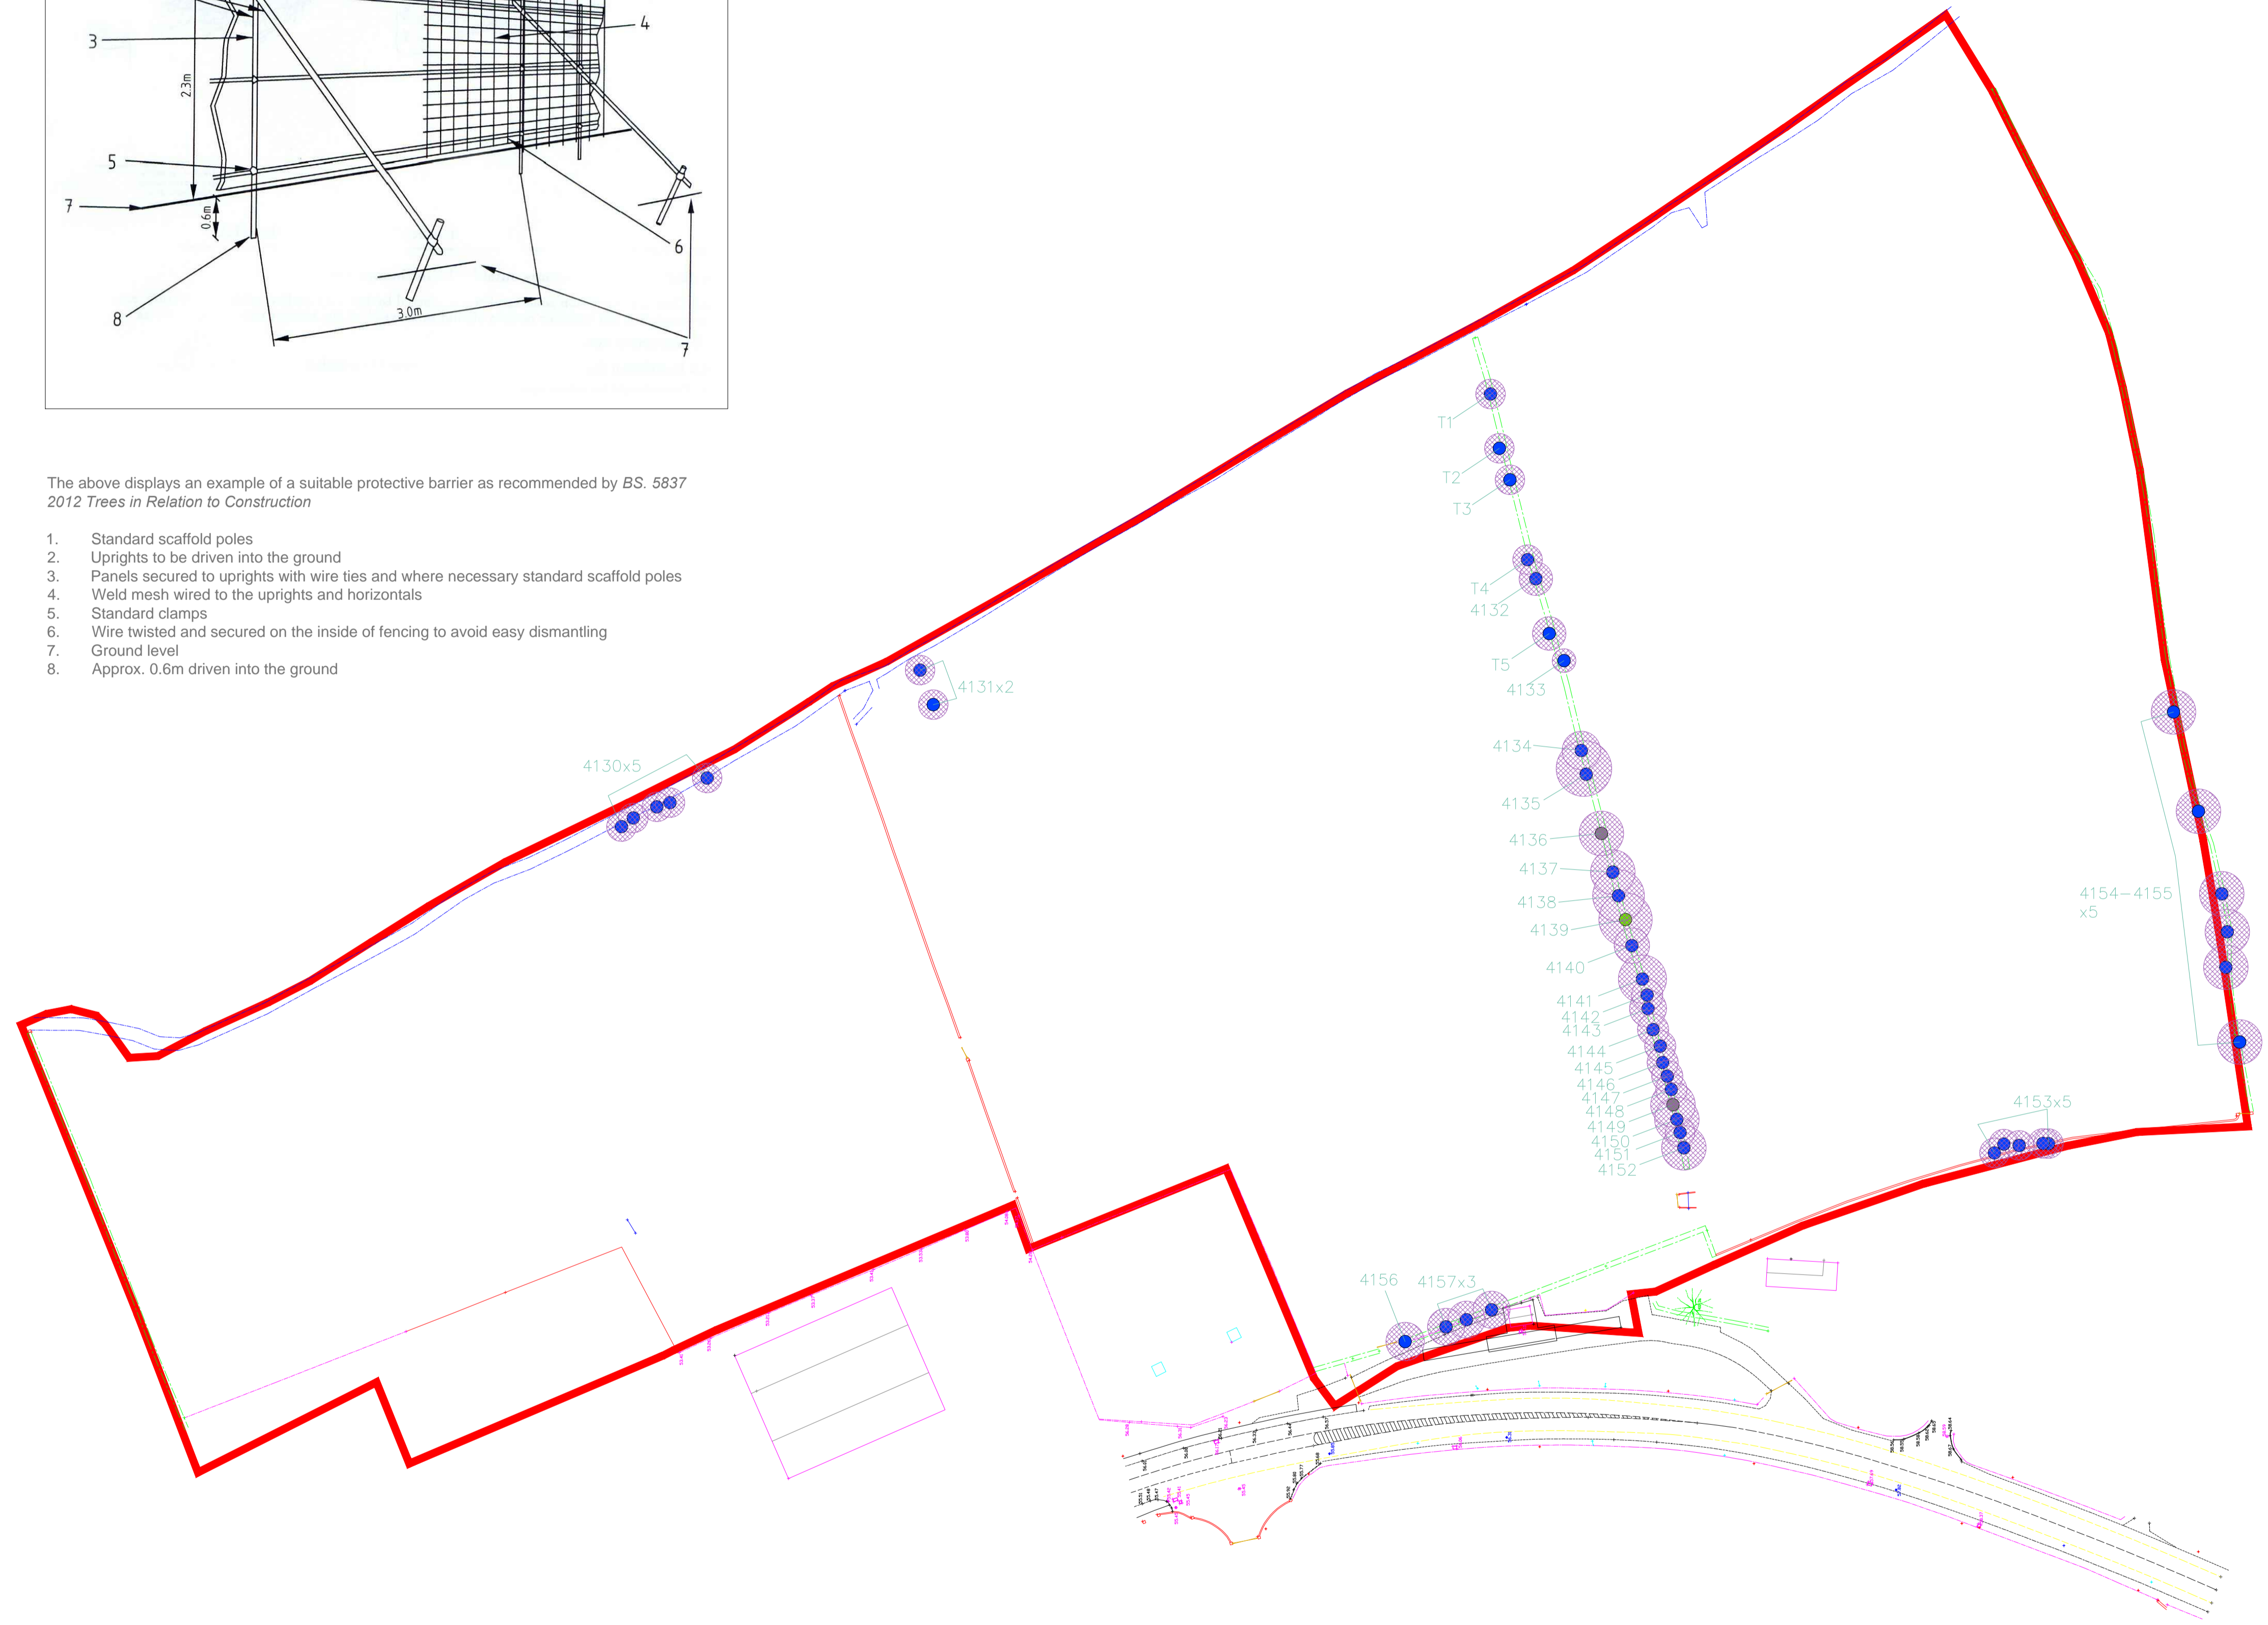 3
4
2.3m
5
7
0.6m
6
8
3.0m
7
The above displays an example of a suitable protective barrier as recommended by BS. 5837
2012 Trees in Relation to Construction
1. Standard scaffold poles
2. Uprights to be driven into the ground
3. Panels secured to uprights with wire ties and where necessary standard scaffold poles
4. Weld mesh wired to the uprights and horizontals
5. Standard clamps
6. Wire twisted and secured on the inside of fencing to avoid easy dismantling
7. Ground level
8. Approx. 0.6m driven into the ground
T1
T2
T3
T4
4132
T5
4133
4131x2
4134
4130x5
4135
4136
4137
4138
4139
4140
4141
4142
4143
4144
4145
4146
4147
4148
4149
4150
4151
4152
4154-4155
x5
4153x5
4156
4157x3